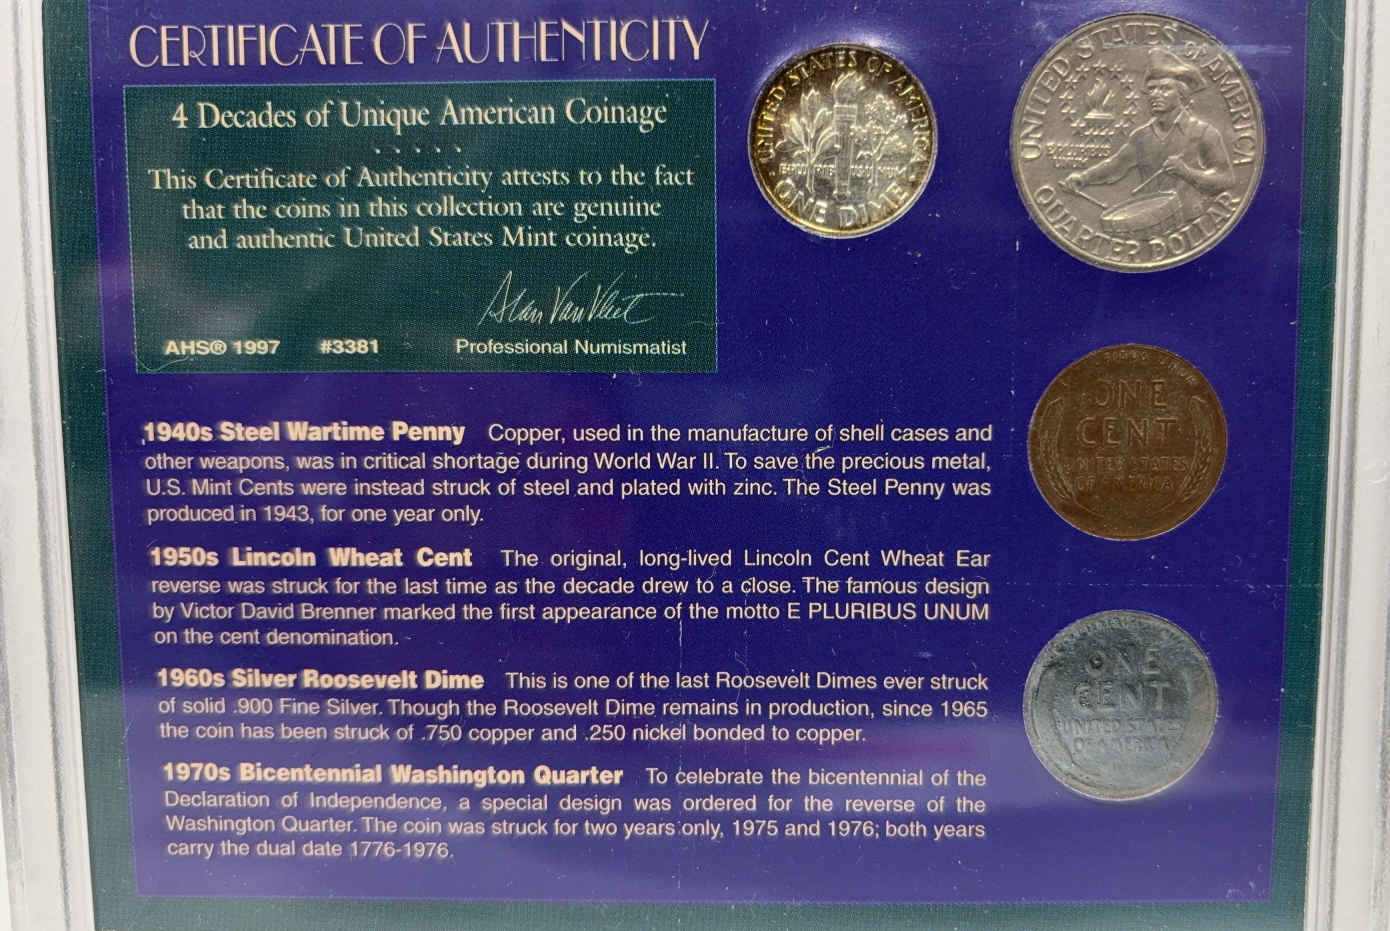 CERTIFICATE OF AUTHENTICITY
4 Decades of Unique American Coinage
This Certificate of Authenticity attests to the fact
that the coins in this collection are genuine
and authentic United States Mint coinage.
Alan Van Vliet
AHS® 1997 #3381 Professional Numismatist
UNITED STATES OF AMERICA
E PLURIBUS UNUM
ONE DIME
UNITED STATES OF AMERICA
E PLURIBUS
UNUM
QUARTER DOLLAR
1940s Steel Wartime Penny Copper, used in the manufacture of shell cases and
other weapons, was in critical shortage during World War II. To save the precious metal,
U.S. Mint Cents were instead struck of steel and plated with zinc. The Steel Penny was
produced in 1943, for one year only.
ONE
CENT
UNITED STATES
OF AMERICA
1950s Lincoln Wheat Cent The original, long-lived Lincoln Cent Wheat Ear
reverse was struck for the last time as the decade drew to a close. The famous design
by Victor David Brenner marked the first appearance of the motto E PLURIBUS UNUM
on the cent denomination.
1960s Silver Roosevelt Dime This is one of the last Roosevelt Dimes ever struck
of solid .900 Fine Silver. Though the Roosevelt Dime remains in production, since 1965
the coin has been struck of .750 copper and .250 nickel bonded to copper.
ONE
CENT
UNITED STATES
OF AMERICA
1970s Bicentennial Washington Quarter To celebrate the bicentennial of the
Declaration of Independence, a special design was ordered for the reverse of the
Washington Quarter. The coin was struck for two years only, 1975 and 1976; both years
carry the dual date 1776-1976.